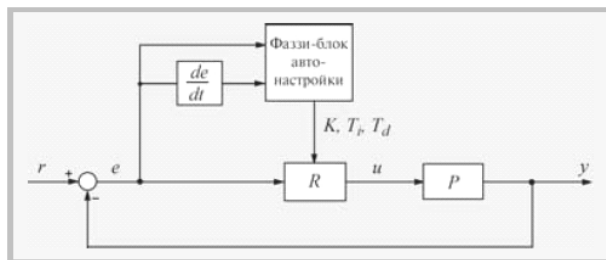 Фаззи-блок
авто-
настройки
de
dt
K, Ti, Td
r
+
e
−
R
u
P
y